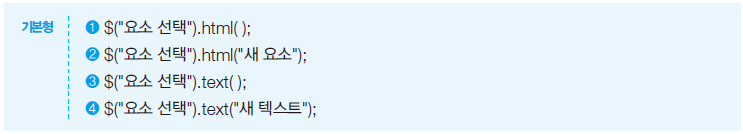 기본형
❶ $("요소 선택").html( );
❷ $("요소 선택").html("새 요소");
❸ $("요소 선택").text( );
❹ $("요소 선택").text("새 텍스트");